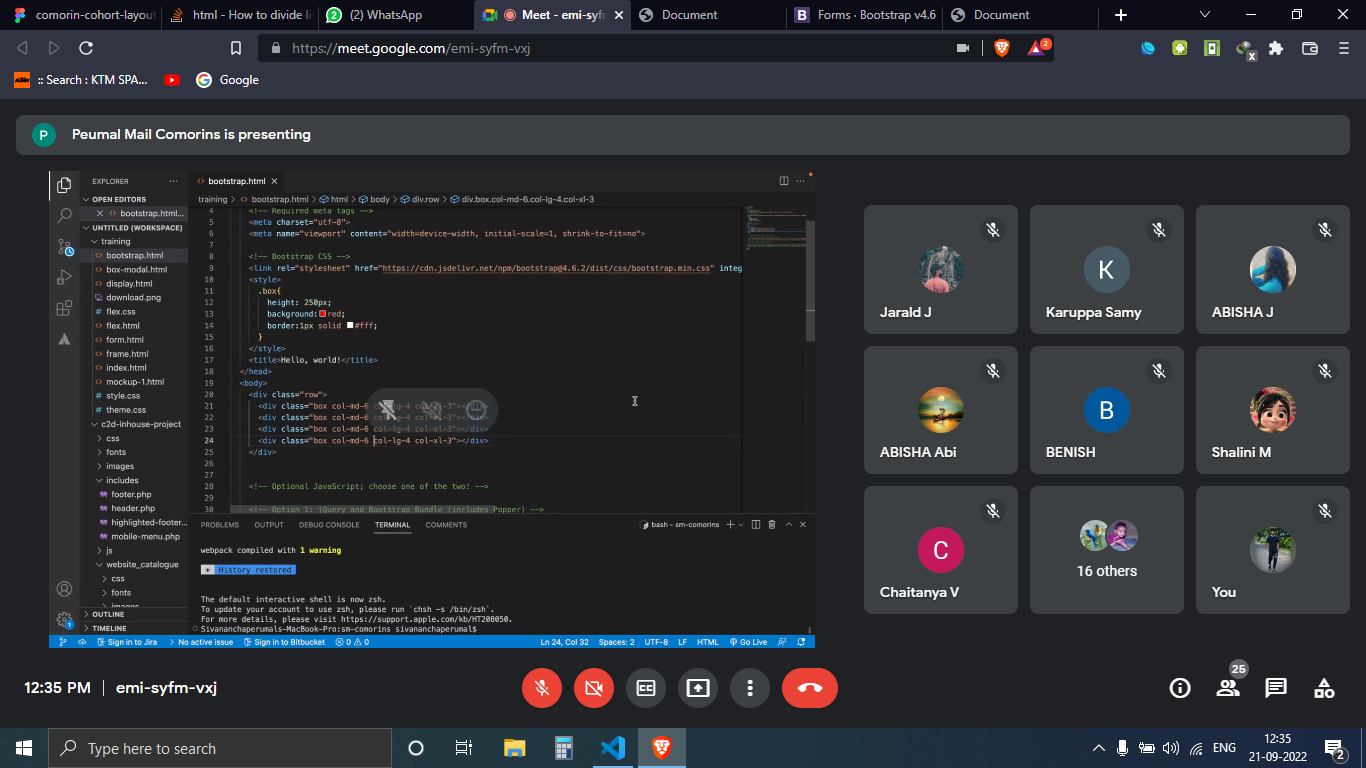 comorin-cohort-layout
html - How to divide li
(2) WhatsApp
Meet - emi-syfm
Document
Forms · Bootstrap v4.6
Document
https://meet.google.com/emi-syfm-vxj
2
:: Search : KTM SPA...
Google
P
Peumal Mail Comorins is presenting
EXPLORER
OPEN EDITORS
bootstrap.html...
UNTITLED (WORKSPACE)
training
bootstrap.html
box-modal.html
display.html
download.png
flex.css
flex.html
form.html
frame.html
index.html
mockup-1.html
style.css
theme.css
c2d-inhouse-project
css
fonts
images
includes
footer.php
header.php
highlighted-footer...
mobile-menu.php
js
website_catalogue
css
fonts
images
OUTLINE
TIMELINE
bootstrap.html
training > bootstrap.html > html > body > div.row > div.box.col-md-6.col-lg-4.col-xl-3
4 <!-- Required meta tags -->
5 <meta charset="utf-8">
6 <meta name="viewport" content="width=device-width, initial-scale=1, shrink-to-fit=no">
7
8 <!-- Bootstrap CSS -->
9 <link rel="stylesheet" href="https://cdn.jsdelivr.net/npm/bootstrap@4.6.2/dist/css/bootstrap.min.css" integ
10 <style>
11 .box{
12 height: 250px;
13 background:red;
14 border:1px solid #fff;
15 }
16 </style>
17 <title>Hello, world!</title>
18 </head>
19 <body>
20 <div class="row">
21 <div class="box col-md-6 col-lg-4 col-xl-3"></div>
22 <div class="box col-md-6 col-lg-4 col-xl-3"></div>
23 <div class="box col-md-6 col-lg-4 col-xl-3"></div>
24 <div class="box col-md-6 col-lg-4 col-xl-3"></div>
25 </div>
26
27
28 <!-- Optional JavaScript; choose one of the two! -->
29
30 <!-- Option 1: jQuery and Bootstrap Bundle (includes Popper) -->
PROBLEMS OUTPUT DEBUG CONSOLE TERMINAL COMMENTS
bash - sm-comorins
webpack compiled with 1 warning
* History restored
The default interactive shell is now zsh.
To update your account to use zsh, please run `chsh -s /bin/zsh`.
For more details, please visit https://support.apple.com/kb/HT208050.
Sivananchaperumals-MacBook-Pro:sm-comorins sivananchaperumal$
1
Sign in to Jira
No active issue
Sign in to Bitbucket
0 0
Ln 24, Col 32
Spaces: 2
UTF-8
LF
HTML
Go Live
Jarald J
K
Karuppa Samy
ABISHA J
ABISHA Abi
B
BENISH
Shalini M
C
Chaitanya V
16 others
You
12:35 PM | emi-syfm-vxj
25
Type here to search
ENG
12:35
21-09-2022
2